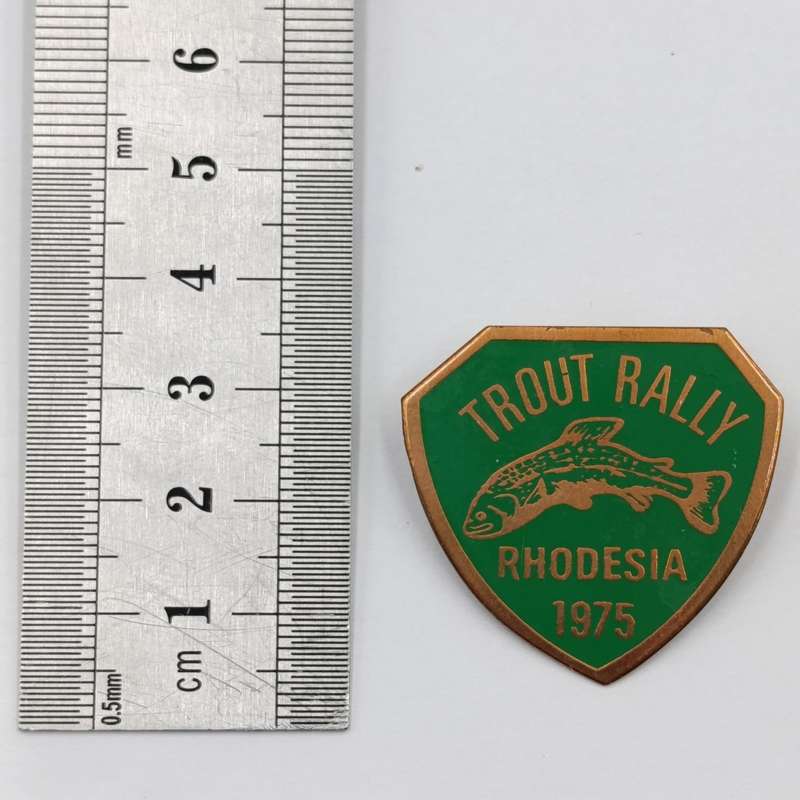 6
mm
5
4
3
2
1
cm
0.5mm
TROUT RALLY
RHODESIA
1975